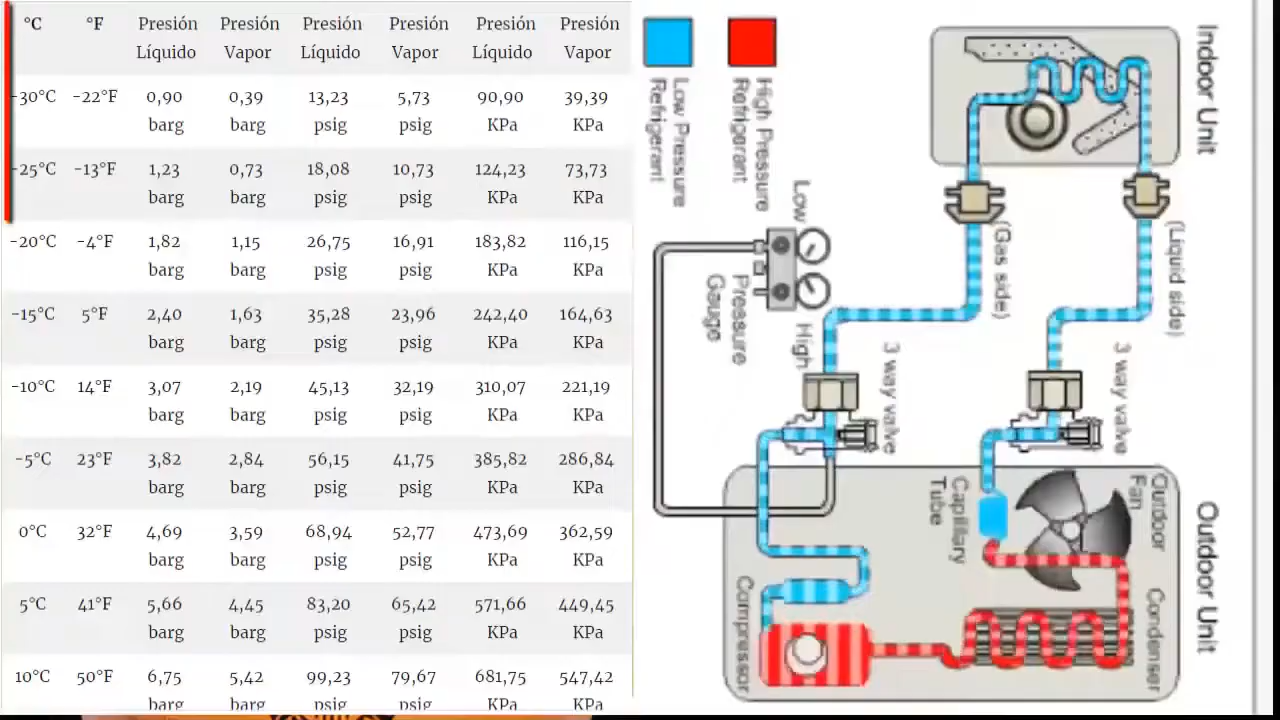 °C °F Presión Presión Presión Presión Presión Presión
Líquido Vapor Líquido Vapor Líquido Vapor
-30°C -22°F 0,90 0,39 13,23 5,73 90,90 39,39
barg barg psig psig KPa KPa
-25°C -13°F 1,23 0,73 18,08 10,73 124,23 73,73
barg barg psig psig KPa KPa
-20°C -4°F 1,82 1,15 26,75 16,91 183,82 116,15
barg barg psig psig KPa KPa
-15°C 5°F 2,40 1,63 35,28 23,96 242,40 164,63
barg barg psig psig KPa KPa
-10°C 14°F 3,07 2,19 45,13 32,19 310,07 221,19
barg barg psig psig KPa KPa
-5°C 23°F 3,82 2,84 56,15 41,75 385,82 286,84
barg barg psig psig KPa KPa
0°C 32°F 4,69 3,59 68,94 52,77 473,69 362,59
barg barg psig psig KPa KPa
5°C 41°F 5,66 4,45 83,20 65,42 571,66 449,45
barg barg psig psig KPa KPa
10°C 50°F 6,75 5,42 99,23 79,67 681,75 547,42
barg barg psig psig KPa KPa
Indoor Unit
High Pressure
Refrigerant
Low Pressure
Refrigerant
Low
High
Pressure
Gauge
(Gas side)
(Liquid side)
3 way valve
3 way valve
Outdoor Unit
Outdoor
Fan
Capillary
Tube
Condenser
Compressor